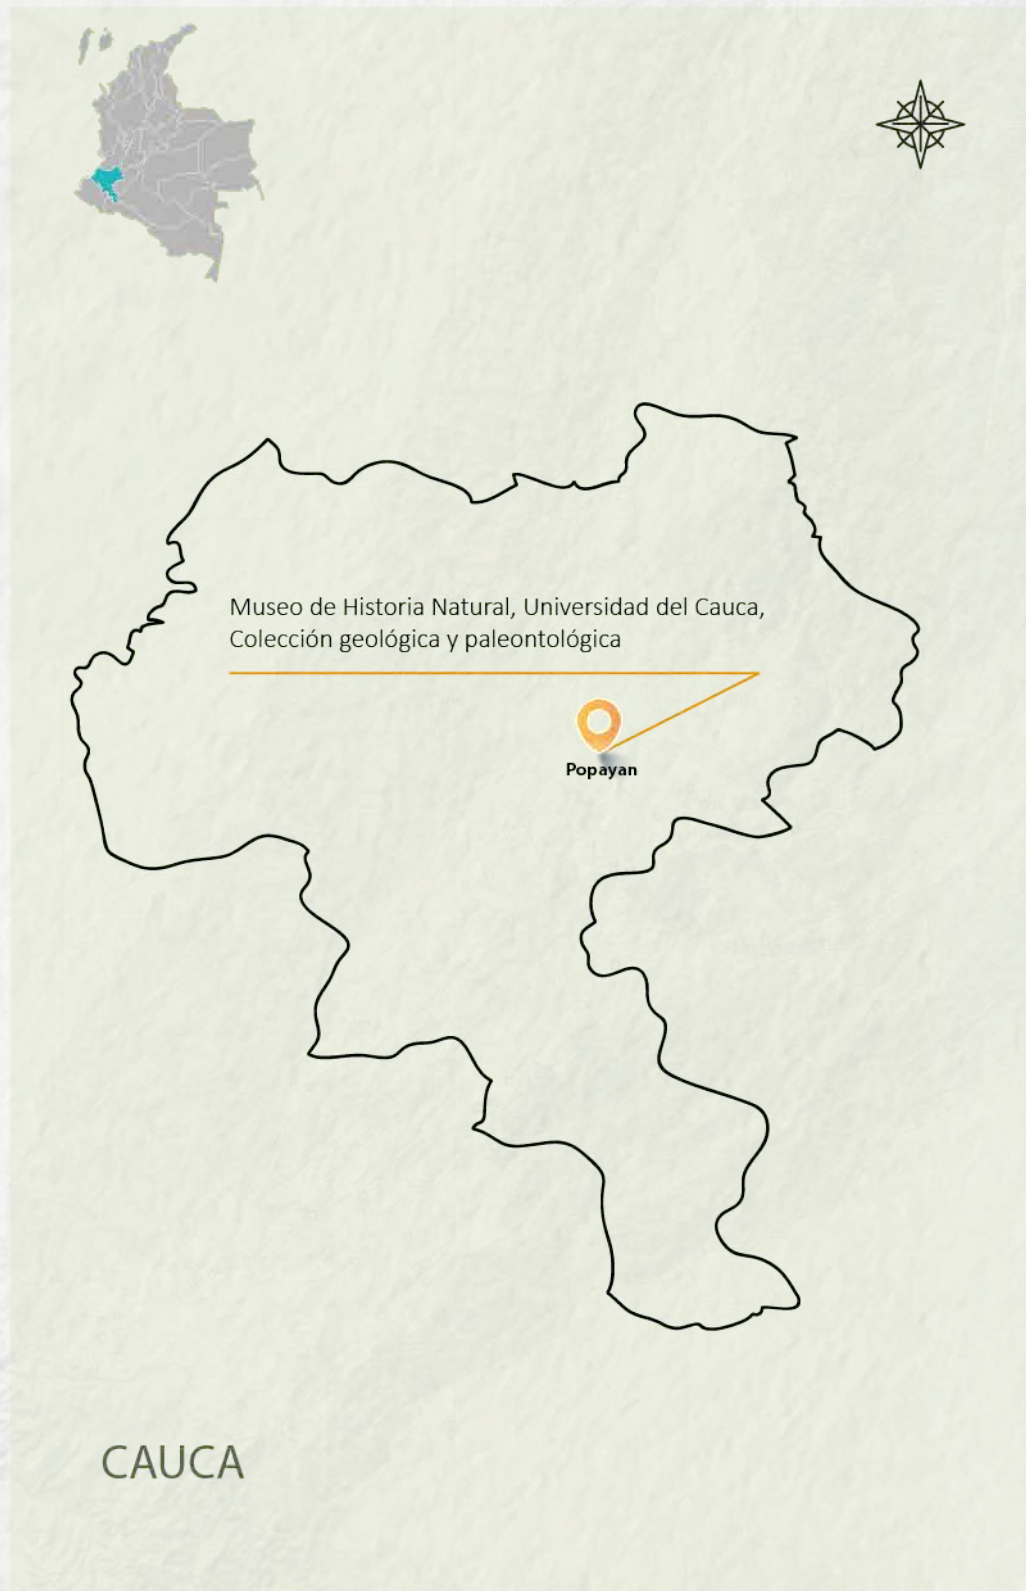 Museo de Historia Natural, Universidad del Cauca,
Colección geológica y paleontológica
Popayan
CAUCA